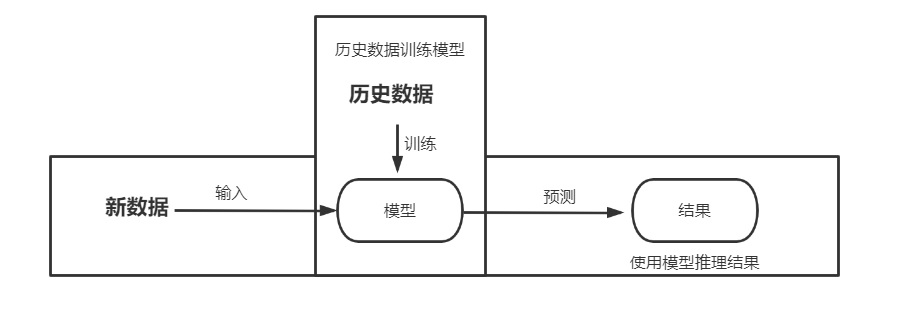 历史数据训练模型
历史数据
训练
新数据
输入
模型
预测
结果
使用模型推理结果